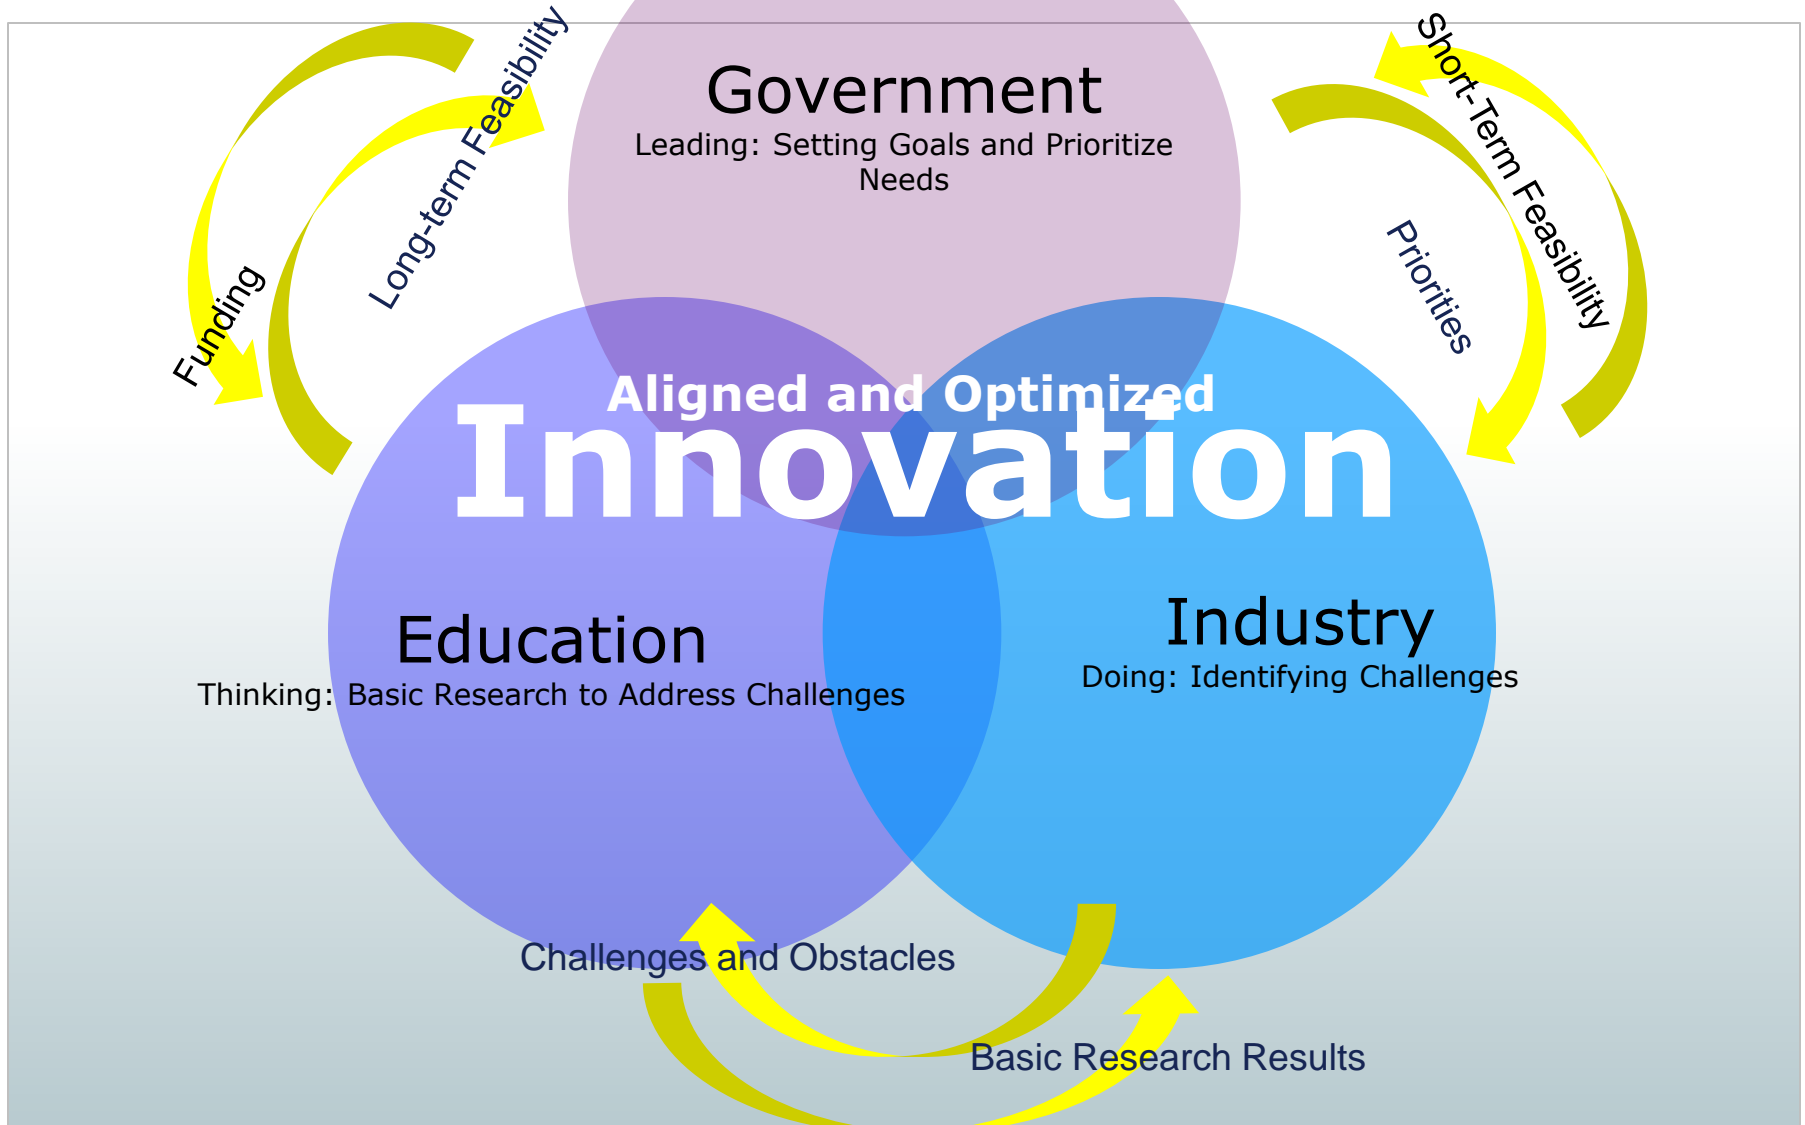 Government
Leading: Setting Goals and Prioritize
Needs
Long-term Feasibility
Funding
Short-Term Feasibility
Priorities
Aligned and Optimized
Innovation
Education
Thinking: Basic Research to Address Challenges
Industry
Doing: Identifying Challenges
Challenges and Obstacles
Basic Research Results